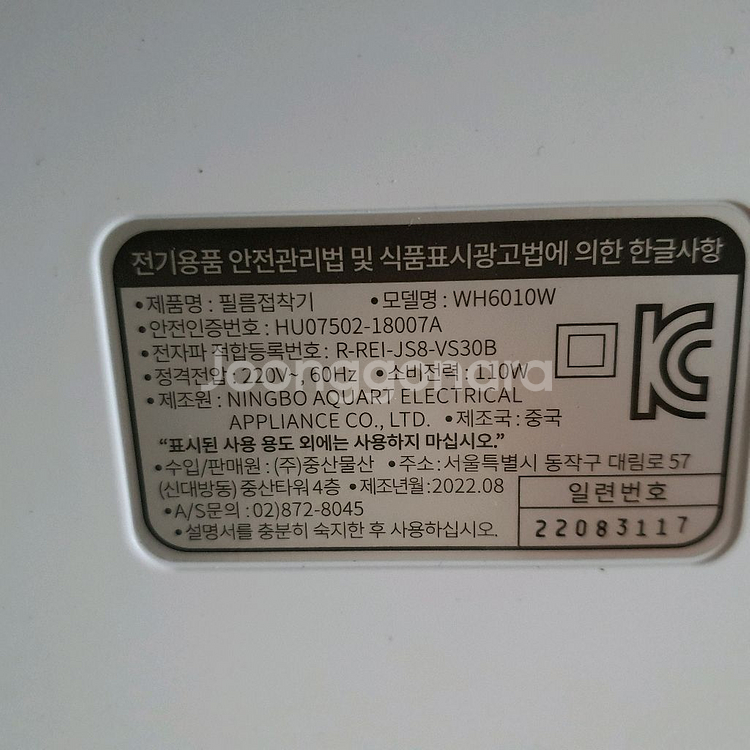 전기용품 안전관리법 및 식품표시광고법에 의한 한글사항
•제품명 : 필름접착기 •모델명 : WH6010W
•안전인증번호 : HU07502-18007A
•전자파 적합등록번호 : R-REI-JS8-VS30B
•정격전압 : 220V~, 60Hz •소비전력 : 110W
•제조원 : NINGBO AQUART ELECTRICAL
APPLIANCE CO., LTD. •제조국 : 중국
“표시된 사용 용도 외에는 사용하지 마십시오.”
•수입/판매원 : (주)중산물산 •주소 : 서울특별시 동작구 대림로 57
(신대방동) 중산타워 4층 •제조년월 : 2022.08
•A/S문의 : 02)872-8045
•설명서를 충분히 숙지한 후 사용하십시오.
일련번호
22083117
Joonggonara